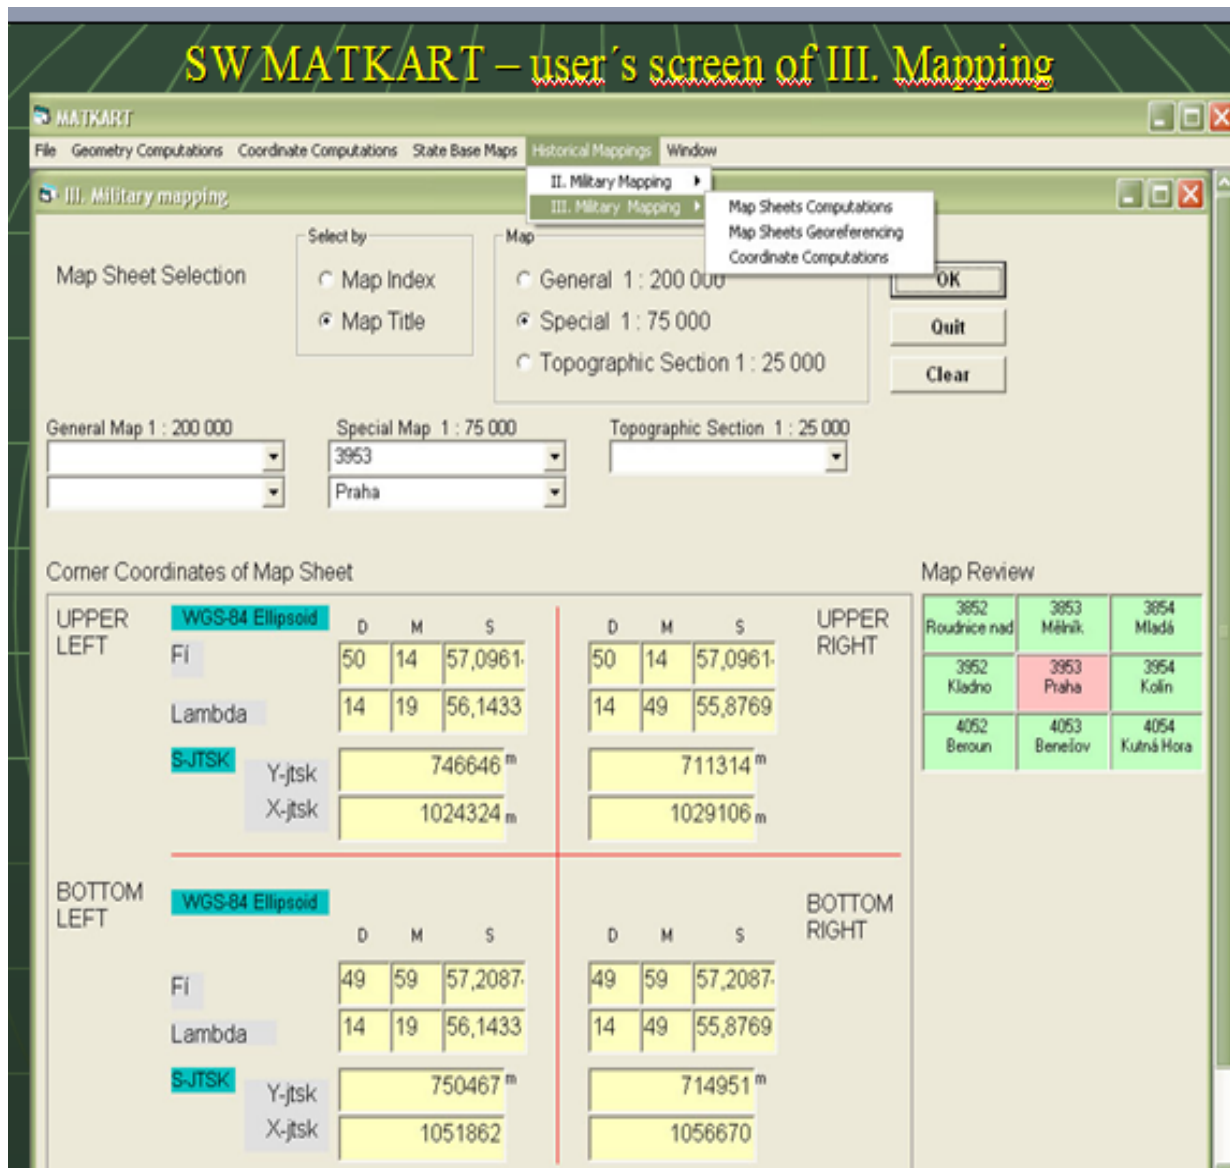 SW MATKART – user´s screen of III. Mapping
MATKART
File Geometry Computations Coordinate Computations State Base Maps Historical Mappings Window
II. Military Mapping
III. Military Mapping
Map Sheets Computations
Map Sheets Georeferencing
Coordinate Computations
III. Military mapping
Map Sheet Selection
Select by
Map Index
Map Title
Map
General 1 : 200 000
Special 1 : 75 000
Topographic Section 1 : 25 000
OK
Quit
Clear
General Map 1 : 200 000 Special Map 1 : 75 000 Topographic Section 1 : 25 000
3953
Praha
Corner Coordinates of Map Sheet
UPPER LEFT
WGS-84 Ellipsoid
D M S D M S
UPPER RIGHT
Fí 50 14 57,0961 50 14 57,0961
Lambda 14 19 56,1433 14 49 55,8769
S-JTSK
Y-jtsk 746646 m 711314 m
X-jtsk 1024324 m 1029106 m
BOTTOM LEFT
WGS-84 Ellipsoid
BOTTOM RIGHT
D M S D M S
Fí 49 59 57,2087 49 59 57,2087
Lambda 14 19 56,1433 14 49 55,8769
S-JTSK
Y-jtsk 750467 m 714951 m
X-jtsk 1051862 1056670
Map Review
3852 3853 3854
Roudnice nad Mělník Mladá
3952 3953 3954
Kladno Praha Kolín
4052 4053 4054
Beroun Benešov Kutná Hora